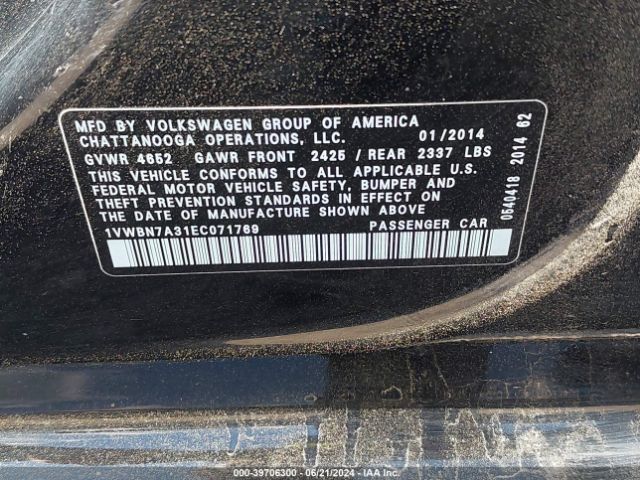 MFD BY VOLKSWAGEN GROUP OF AMERICA
CHATTANOOGA OPERATIONS, LLC. 01/2014
GVWR 4652 GAWR FRONT 2425 / REAR 2337 LBS
THIS VEHICLE CONFORMS TO ALL APPLICABLE U.S.
FEDERAL MOTOR VEHICLE SAFETY, BUMPER AND
THEFT PREVENTION STANDARDS IN EFFECT ON
THE DATE OF MANUFACTURE SHOWN ABOVE
1VWBN7A31EC071769 PASSENGER CAR
0540418 2014 62
© 000-39706300 - 06/21/2024 - IAA Inc.